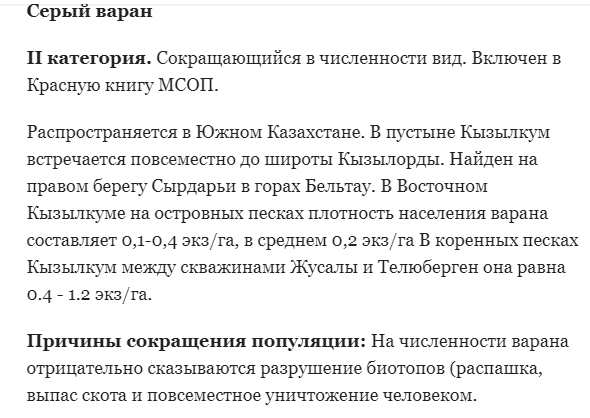 Серый варан
II категория. Сокращающийся в численности вид. Включен в
Красную книгу МСОП.
Распространяется в Южном Казахстане. В пустыне Кызылкум
встречается повсеместно до широты Кызылорды. Найден на
правом берегу Сырдарьи в горах Бельтау. В Восточном
Кызылкуме на островных песках плотность населения варана
составляет 0,1-0,4 экз/га, в среднем 0,2 экз/га В коренных песках
Кызылкум между скважинами Жусалы и Телюберген она равна
0.4 - 1.2 экз/га.
Причины сокращения популяции: На численности варана
отрицательно сказываются разрушение биотопов (распашка,
выпас скота и повсеместное уничтожение человеком.